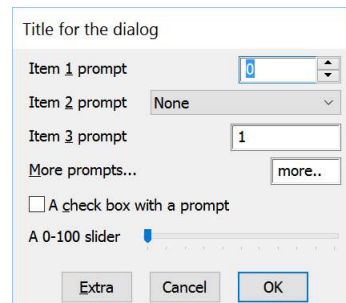 Title for the dialog
Item 1 prompt 0
Item 2 prompt None
Item 3 prompt 1
More prompts... more..
A check box with a prompt
A 0-100 slider
Extra Cancel OK